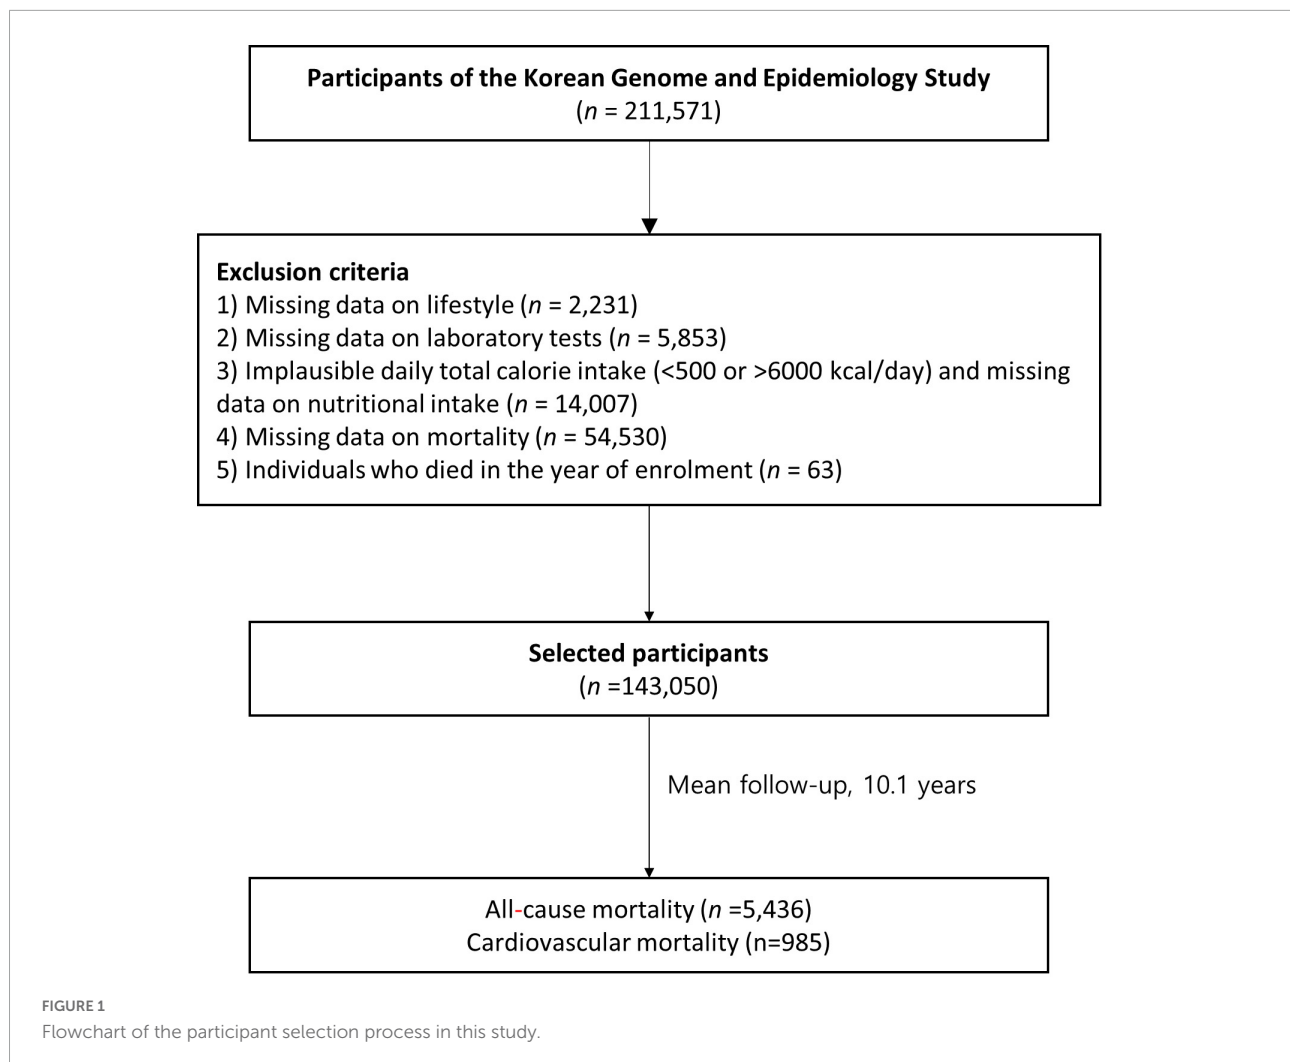 Participants of the Korean Genome and Epidemiology Study
(n = 211,571)
Exclusion criteria
1) Missing data on lifestyle (n = 2,231)
2) Missing data on laboratory tests (n = 5,853)
3) Implausible daily total calorie intake (<500 or >6000 kcal/day) and missing
data on nutritional intake (n = 14,007)
4) Missing data on mortality (n = 54,530)
5) Individuals who died in the year of enrolment (n = 63)
Selected participants
(n =143,050)
Mean follow-up, 10.1 years
All-cause mortality (n =5,436)
Cardiovascular mortality (n=985)
FIGURE 1
Flowchart of the participant selection process in this study.